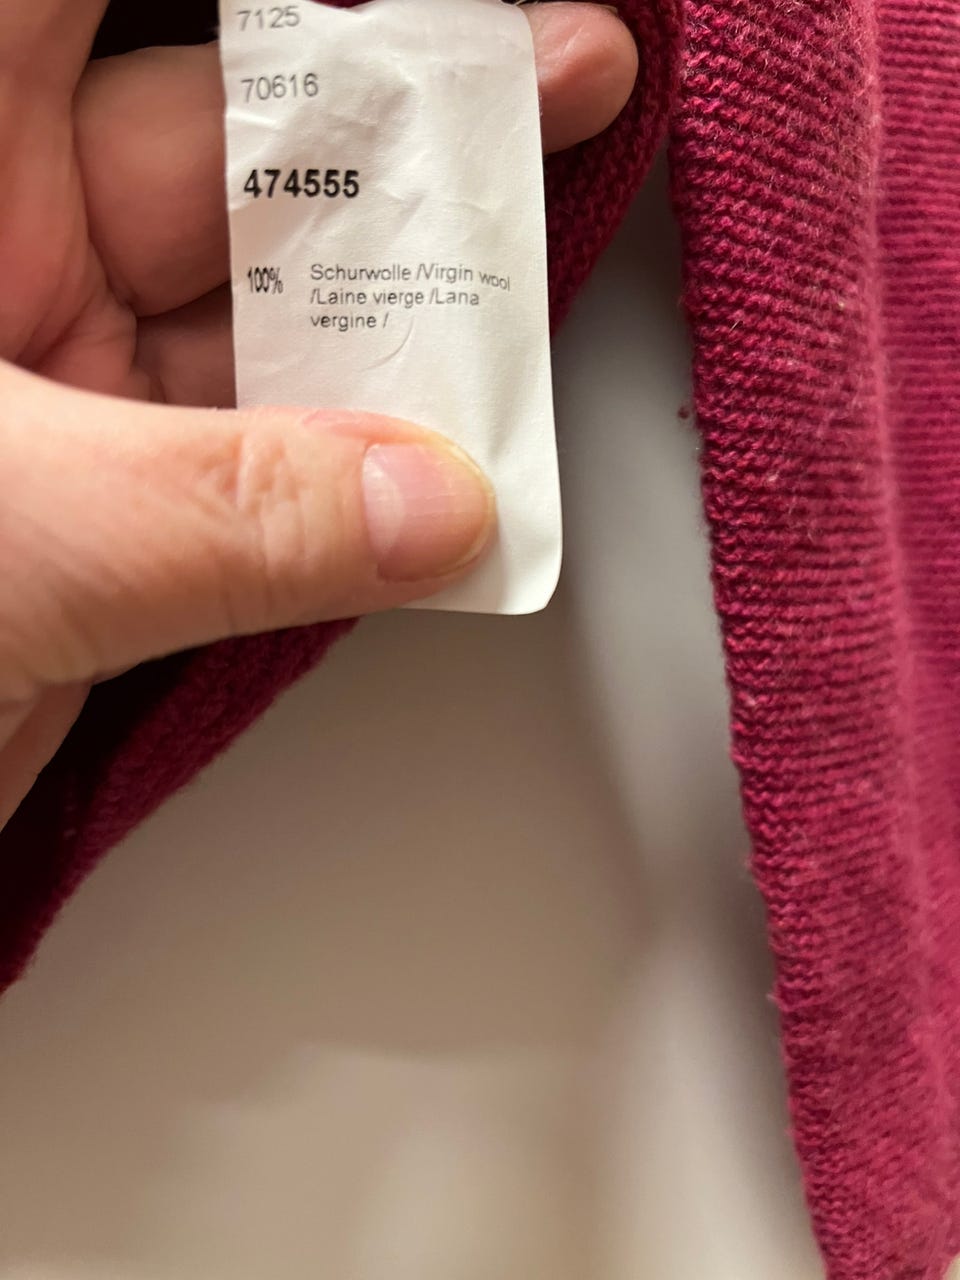 7125
70616
474555
100% Schurwolle /Virgin wool
/Laine vierge /Lana
vergine /